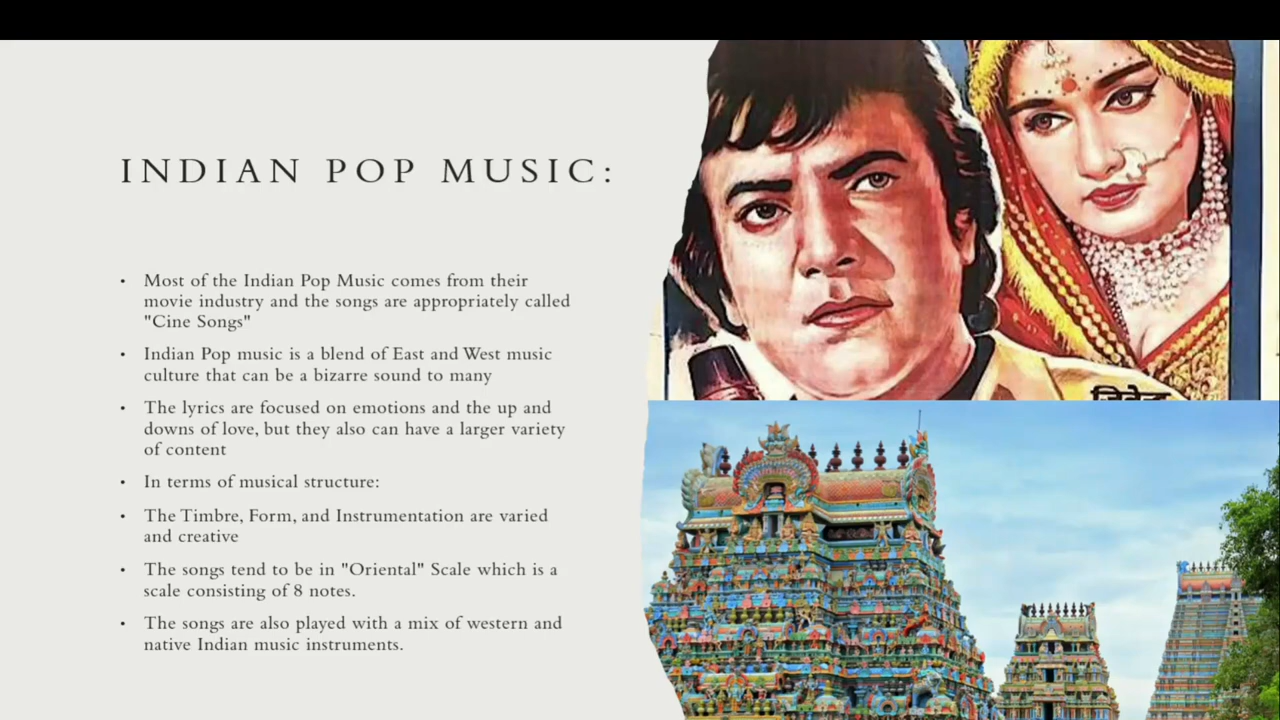 INDIAN POP MUSIC:
• Most of the Indian Pop Music comes from their
movie industry and the songs are appropriately called
"Cine Songs"
• Indian Pop music is a blend of East and West music
culture that can be a bizarre sound to many
• The lyrics are focused on emotions and the up and
downs of love, but they also can have a larger variety
of content
• In terms of musical structure:
• The Timbre, Form, and Instrumentation are varied
and creative
• The songs tend to be in "Oriental" Scale which is a
scale consisting of 8 notes.
• The songs are also played with a mix of western and
native Indian music instruments.